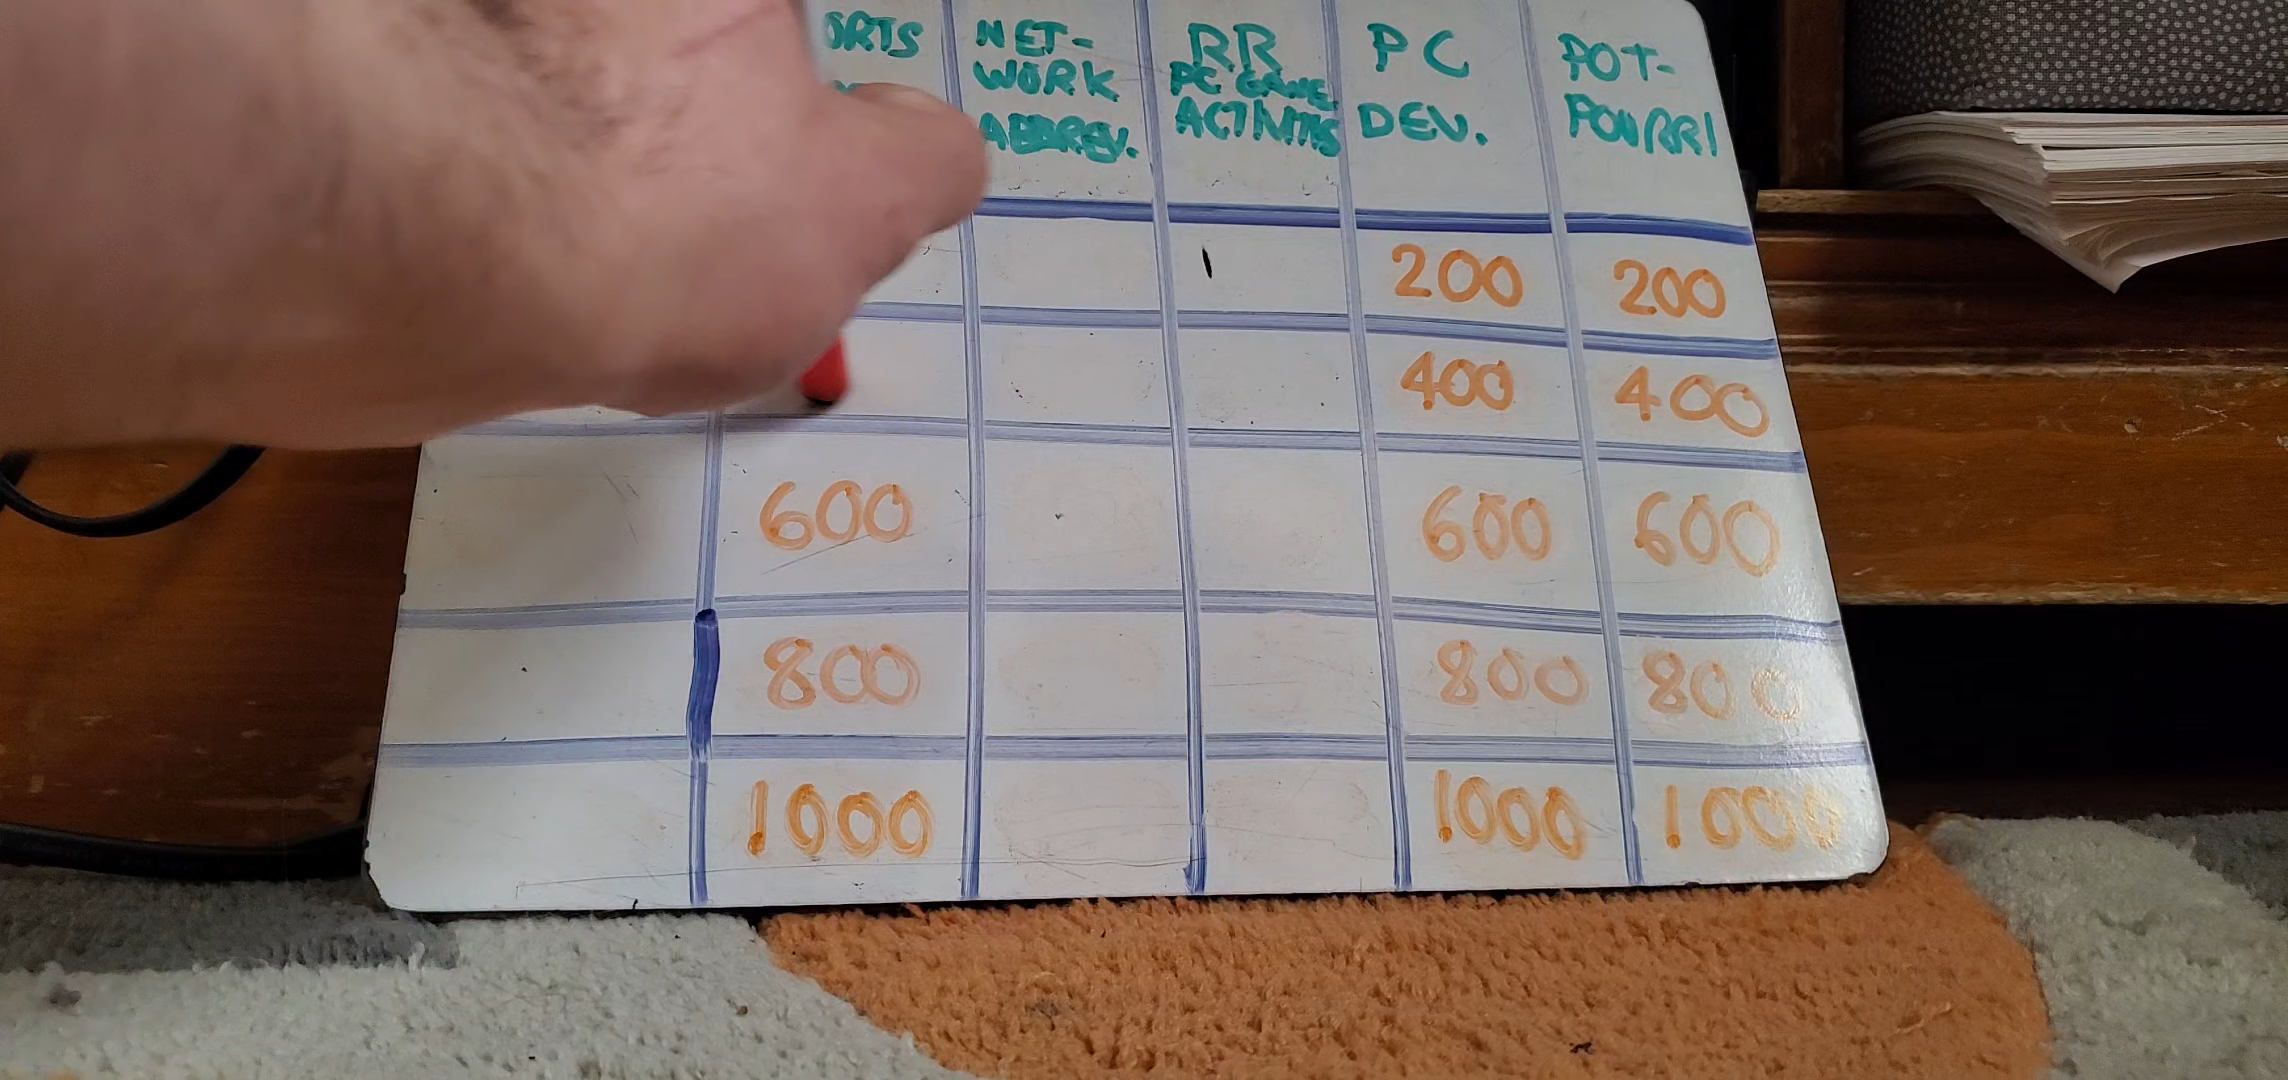 ORTS
NET-
WORK
ABBREV.
RR
PC GAME
ACTIVITIS
PC
DEV.
POT-
POURRI
200 200
400 400
600 600 600
800 800 800
1000 1000 1000